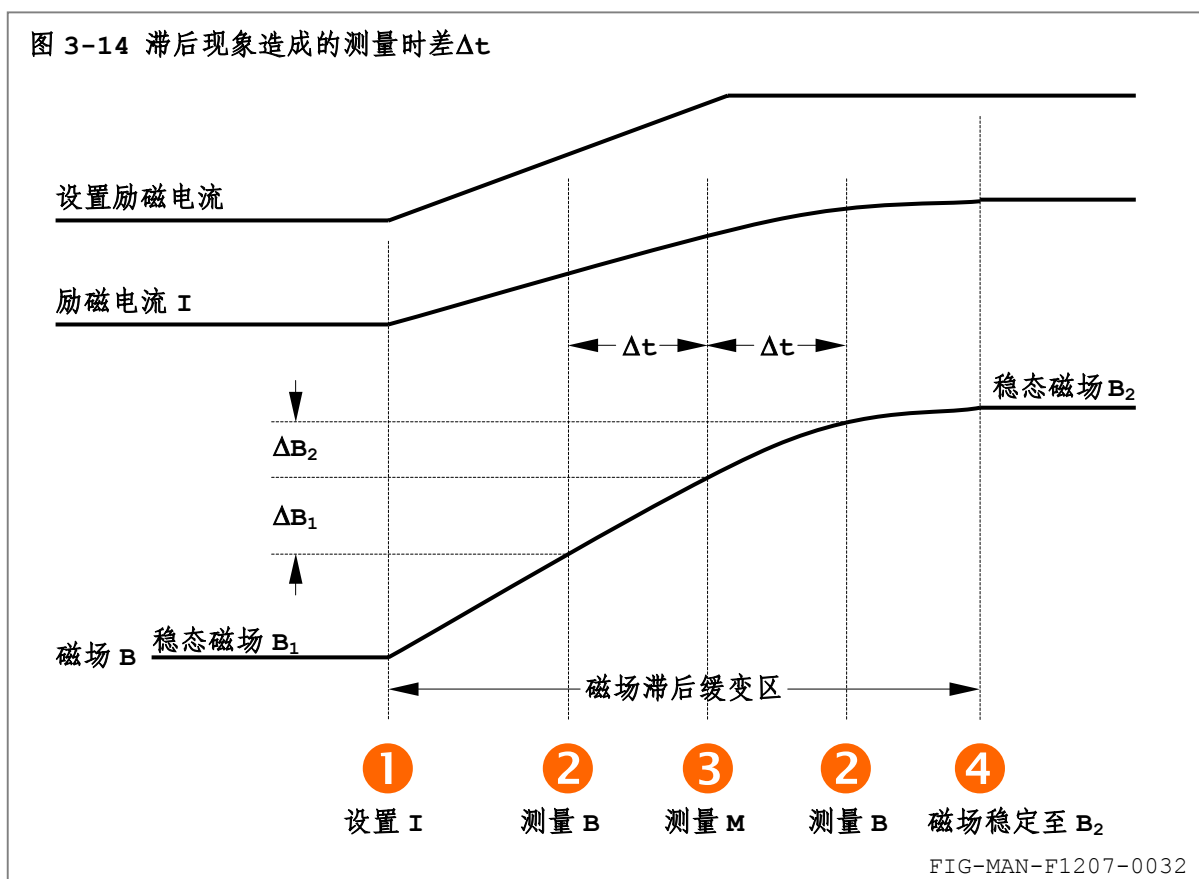 图 3-14 滞后现象造成的测量时差Δt
设置励磁电流
励磁电流 I
Δt
Δt
稳态磁场 B₂
ΔB₂
ΔB₁
磁场 B
稳态磁场 B₁
磁场滞后缓变区
1
2
3
2
4
设置 I
测量 B
测量 M
测量 B
磁场稳定至 B₂
FIG-MAN-F1207-0032